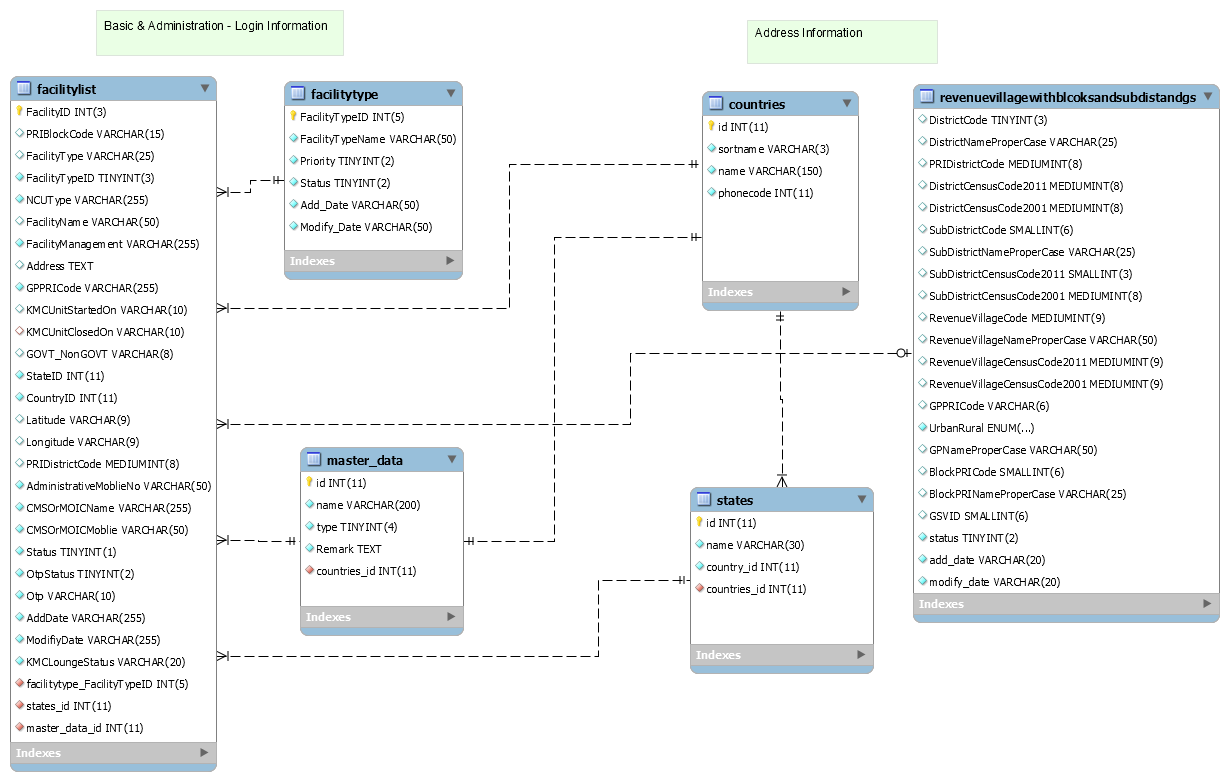 Basic & Administration - Login Information
Address Information
facilitylist
FacilityID INT(3)
PRIBlockCode VARCHAR(15)
FacilityType VARCHAR(25)
FacilityTypeID TINYINT(3)
NCUType VARCHAR(255)
FacilityName VARCHAR(50)
FacilityManagement VARCHAR(255)
Address TEXT
GPPRICode VARCHAR(255)
KMCUnitStartedOn VARCHAR(10)
KMCUnitClosedOn VARCHAR(10)
GOVT_NonGOVT VARCHAR(8)
StateID INT(11)
CountryID INT(11)
Latitude VARCHAR(9)
Longitude VARCHAR(9)
PRIDistrictCode MEDIUMINT(8)
AdministrativeMoblieNo VARCHAR(50)
CMSOrMOICName VARCHAR(255)
CMSOrMOICMoblie VARCHAR(50)
Status TINYINT(1)
OtpStatus TINYINT(2)
Otp VARCHAR(10)
AddDate VARCHAR(255)
ModifiyDate VARCHAR(255)
KMCLoungeStatus VARCHAR(20)
facilitytype_FacilityTypeID INT(5)
states_id INT(11)
master_data_id INT(11)
Indexes
facilitytype
FacilityTypeID INT(5)
FacilityTypeName VARCHAR(50)
Priority TINYINT(2)
Status TINYINT(2)
Add_Date VARCHAR(50)
Modify_Date VARCHAR(50)
Indexes
master_data
id INT(11)
name VARCHAR(200)
type TINYINT(4)
Remark TEXT
countries_id INT(11)
Indexes
countries
id INT(11)
sortname VARCHAR(3)
name VARCHAR(150)
phonecode INT(11)
Indexes
states
id INT(11)
name VARCHAR(30)
country_id INT(11)
countries_id INT(11)
Indexes
revenuevillagewithblcoksandsubdistandgs
DistrictCode TINYINT(3)
DistrictNameProperCase VARCHAR(25)
PRIDistrictCode MEDIUMINT(8)
DistrictCensusCode2011 MEDIUMINT(8)
DistrictCensusCode2001 MEDIUMINT(8)
SubDistrictCode SMALLINT(6)
SubDistrictNameProperCase VARCHAR(25)
SubDistrictCensusCode2011 SMALLINT(3)
SubDistrictCensusCode2001 MEDIUMINT(8)
RevenueVillageCode MEDIUMINT(9)
RevenueVillageNameProperCase VARCHAR(50)
RevenueVillageCensusCode2011 MEDIUMINT(9)
RevenueVillageCensusCode2001 MEDIUMINT(9)
GPPRICode VARCHAR(6)
UrbanRural ENUM(...)
GPNameProperCase VARCHAR(50)
BlockPRICode SMALLINT(6)
BlockPRINameProperCase VARCHAR(25)
GSVID SMALLINT(6)
status TINYINT(2)
add_date VARCHAR(20)
modify_date VARCHAR(20)
Indexes